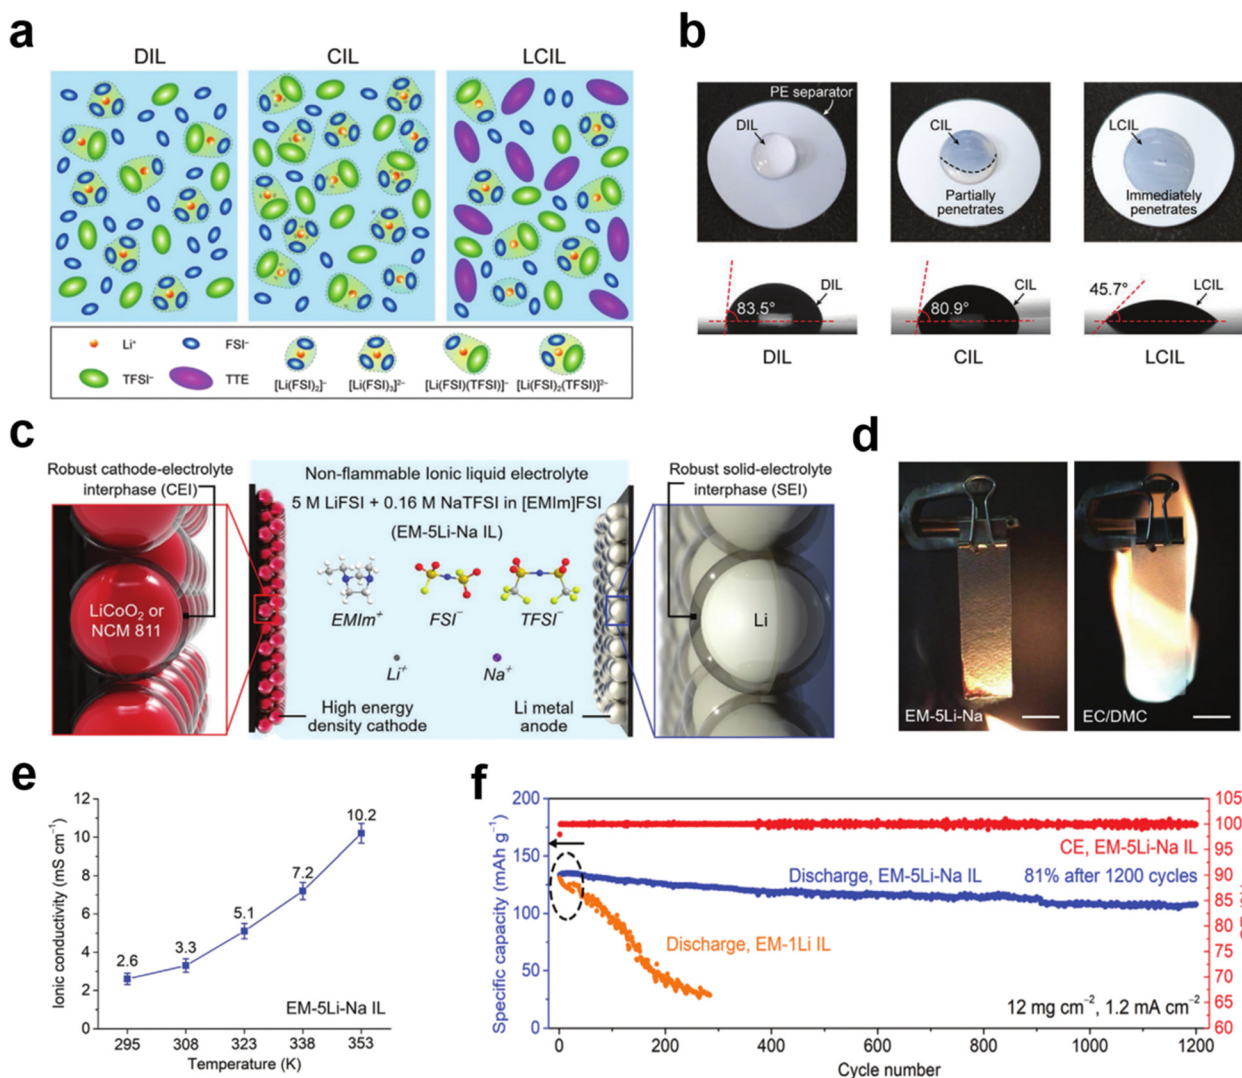 a
DIL
CIL
LCIL
Li⁺
FSI⁻
TFSI⁻
TTE
[Li(FSI)₂]⁻
[Li(FSI)₃]²⁻
[Li(FSI)(TFSI)]⁻
[Li(FSI)₂(TFSI)]²⁻
b
PE separator
DIL
CIL
Partially
penetrates
LCIL
Immediately
penetrates
83.5°
DIL
80.9°
CIL
45.7°
LCIL
DIL
CIL
LCIL
c
Robust cathode-electrolyte
interphase (CEI)
LiCoO₂ or
NCM 811
Non-flammable Ionic liquid electrolyte
5 M LiFSI + 0.16 M NaTFSI in [EMIm]FSI
(EM-5Li-Na IL)
EMIm⁺
FSI⁻
TFSI⁻
Li⁺
Na⁺
High energy
density cathode
Li metal
anode
Robust solid-electrolyte
interphase (SEI)
Li
d
EM-5Li-Na
EC/DMC
e
Ionic conductivity (mS cm⁻¹)
12
10
8
6
4
2
0
2.6
3.3
5.1
7.2
10.2
EM-5Li-Na IL
295
308
323
338
353
Temperature (K)
f
Specific capacity (mAh g⁻¹)
200
150
100
50
0
CE, EM-5Li-Na IL
Discharge, EM-5Li-Na IL
81% after 1200 cycles
Discharge, EM-1Li IL
12 mg cm⁻², 1.2 mA cm⁻²
105
100
95
90
85
80
75
70
65
60
0
200
400
600
800
1000
1200
Cycle number